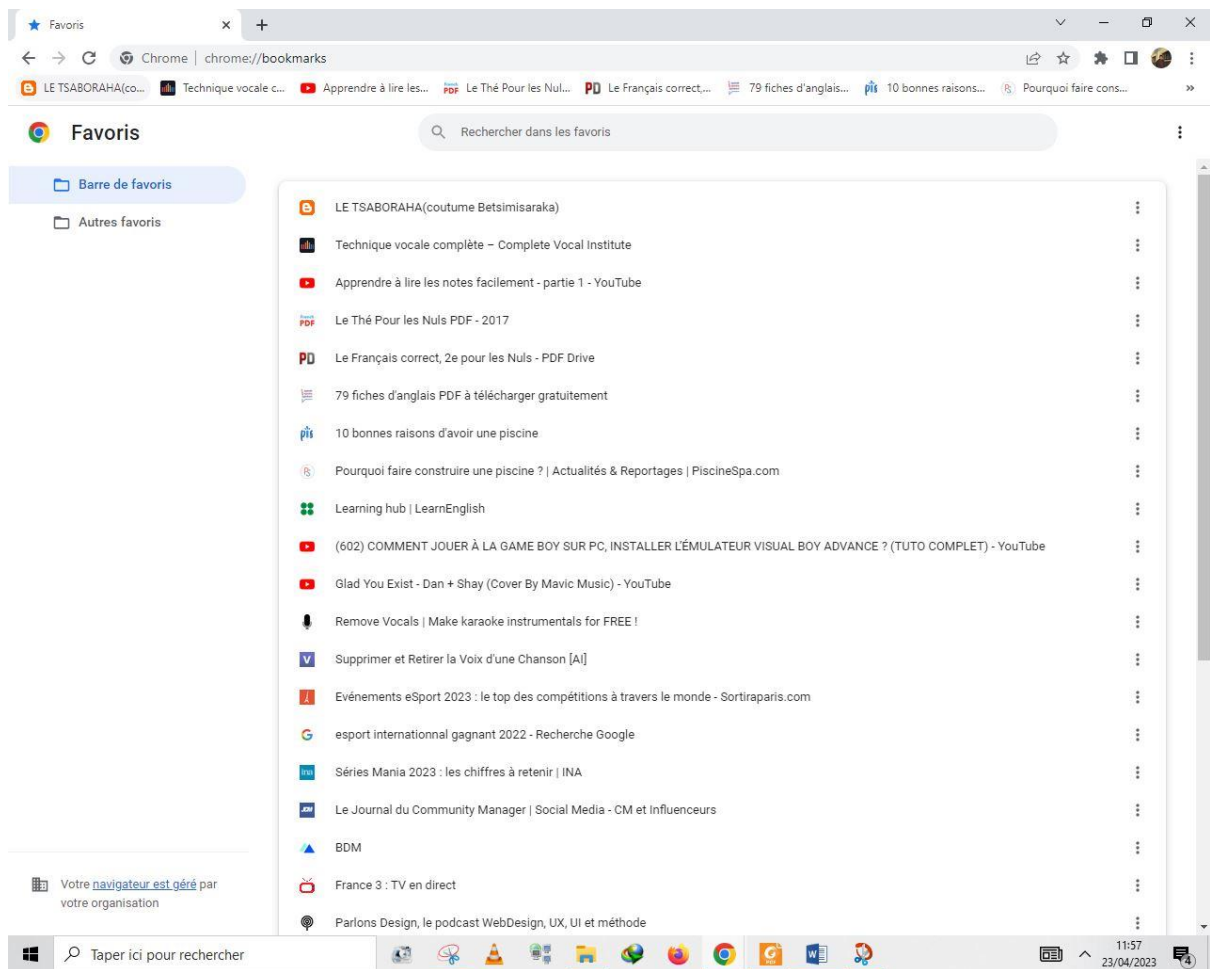 Favoris
Chrome | chrome://bookmarks
LE TSABORAHA(co... Technique vocale c... Apprendre à lire les... Le Thé Pour les Nul... Le Français correct,... 79 fiches d'anglais... 10 bonnes raisons... Pourquoi faire cons... »
Favoris
Rechercher dans les favoris
Barre de favoris
Autres favoris
LE TSABORAHA(coutume Betsimisaraka)
Technique vocale complète – Complete Vocal Institute
Apprendre à lire les notes facilement - partie 1 - YouTube
PDF Le Thé Pour les Nuls PDF - 2017
PD Le Français correct, 2e pour les Nuls - PDF Drive
79 fiches d'anglais PDF à télécharger gratuitement
pis 10 bonnes raisons d'avoir une piscine
Pourquoi faire construire une piscine ? | Actualités & Reportages | PiscineSpa.com
Learning hub | LearnEnglish
(602) COMMENT JOUER À LA GAME BOY SUR PC, INSTALLER L'ÉMULATEUR VISUAL BOY ADVANCE ? (TUTO COMPLET) - YouTube
Glad You Exist - Dan + Shay (Cover By Mavic Music) - YouTube
Remove Vocals | Make karaoke instrumentals for FREE !
V Supprimer et Retirer la Voix d'une Chanson [AI]
Evénements eSport 2023 : le top des compétitions à travers le monde - Sortiraparis.com
G esport internationnal gagnant 2022 - Recherche Google
ina Séries Mania 2023 : les chiffres à retenir | INA
Le Journal du Community Manager | Social Media - CM et Influenceurs
BDM
France 3 : TV en direct
Parlons Design, le podcast WebDesign, UX, UI et méthode
Votre navigateur est géré par
votre organisation
Taper ici pour rechercher
11:57
23/04/2023
4